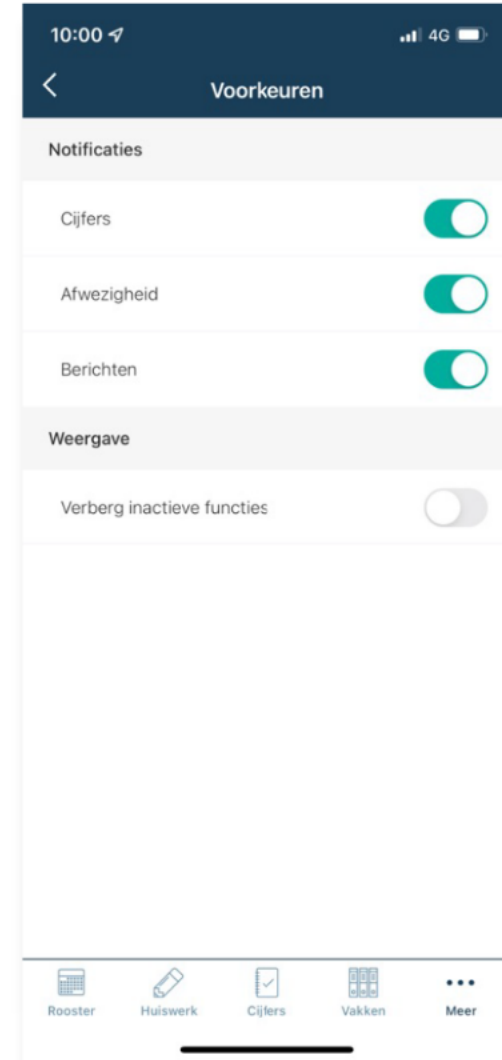 10:00 4G
Voorkeuren
Notificaties
Cijfers
Afwezigheid
Berichten
Weergave
Verberg inactieve functies
Rooster Huiswerk Cijfers Vakken Meer